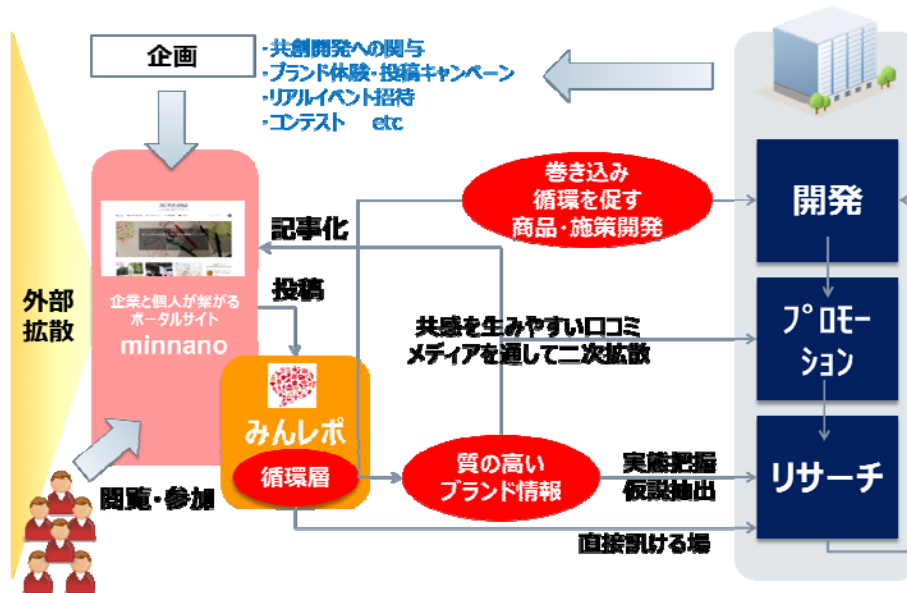 企画
・共創開発への関与
・ブランド体験・投稿キャンペーン
・リアルイベント招待
・コンテスト etc
巻き込み
循環を促す
商品・施策開発
開発
記事化
外部
拡散
企業と個人が繋がる
ポータルサイト
minnano
投稿
共感を生みやすい口コミ
メディアを通して二次拡散
プロモー
ション
みんレポ
循環層
質の高い
ブランド情報
実態把握
仮説抽出
リサーチ
閲覧・参加
直接訊ける場